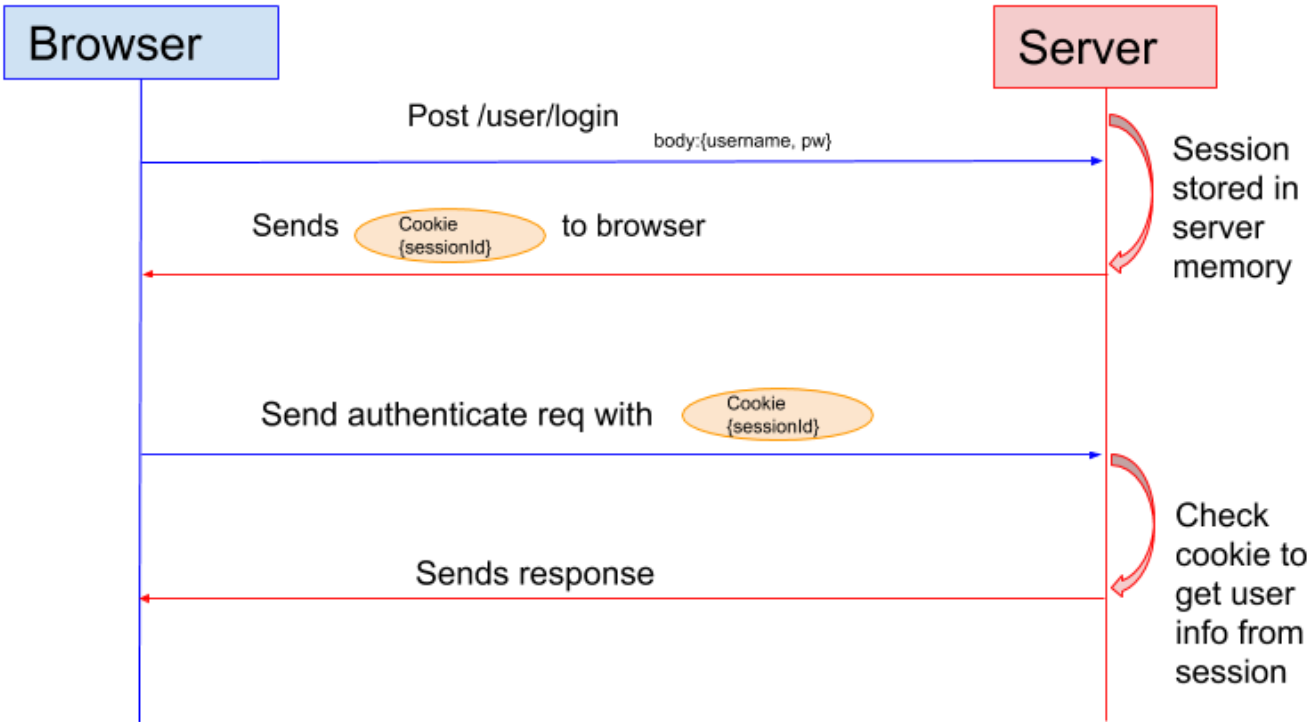 Browser
Server
Post /user/login
body:{username, pw}
Session
stored in
server
memory
Sends
Cookie
{sessionId}
to browser
Send authenticate req with
Cookie
{sessionId}
Check
cookie to
get user
info from
session
Sends response